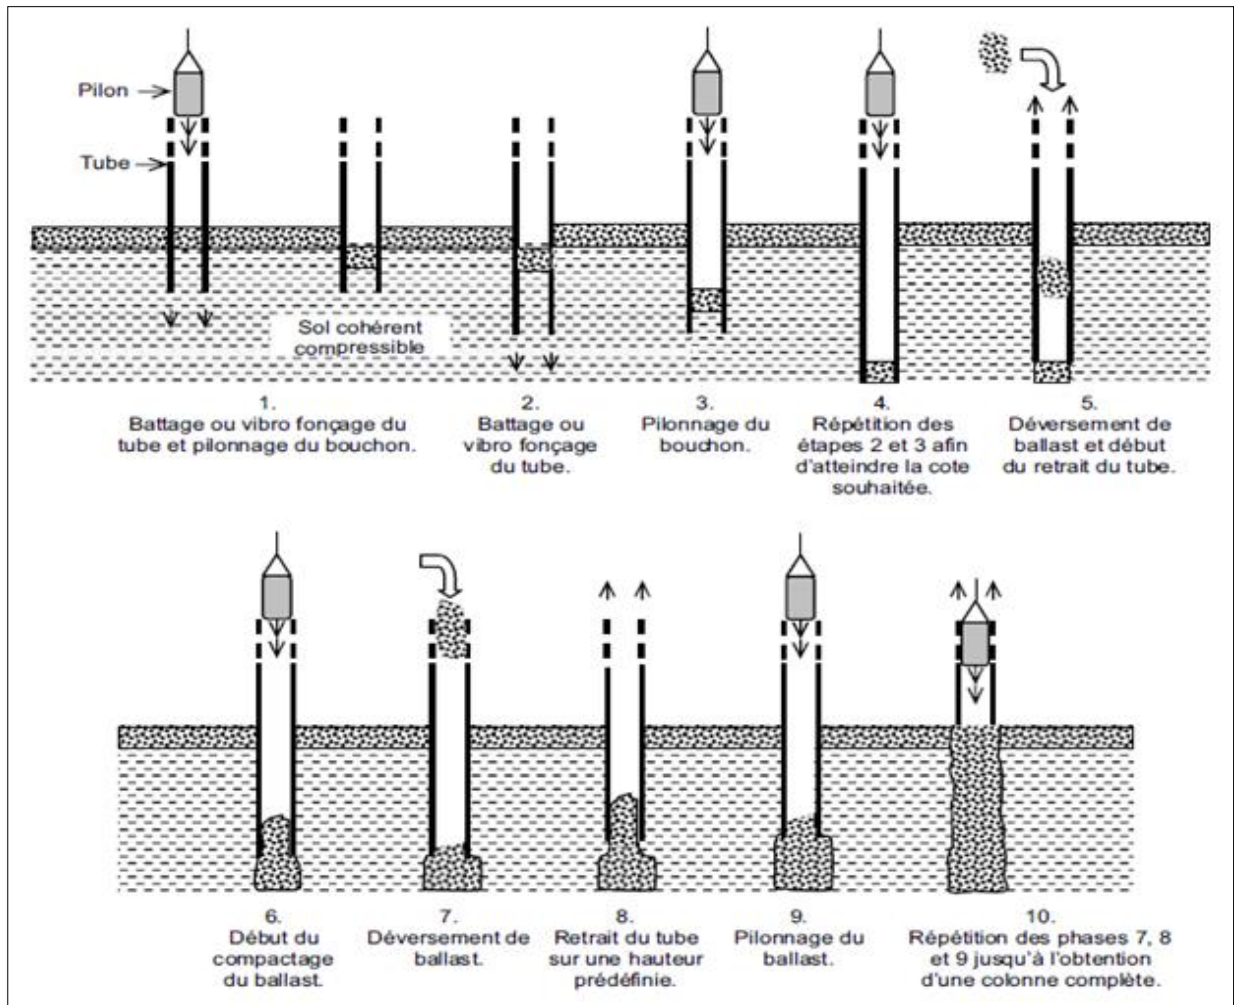 Pilon
Tube
Sol cohérent
compressible
1.
Battage ou vibro fonçage du
tube et pilonnage du bouchon.
2.
Battage ou
vibro fonçage
du tube.
3.
Pilonnage du
bouchon.
4.
Répétition des
étapes 2 et 3 afin
d'atteindre la cote
souhaitée.
5.
Déversement de
ballast et début
du retrait du tube.
6.
Début du
compactage
du ballast.
7.
Déversement de
ballast.
8.
Retrait du tube
sur une hauteur
prédéfinie.
9.
Pilonnage du
ballast.
10.
Répétition des phases 7, 8
et 9 jusqu'à l'obtention
d'une colonne complète.